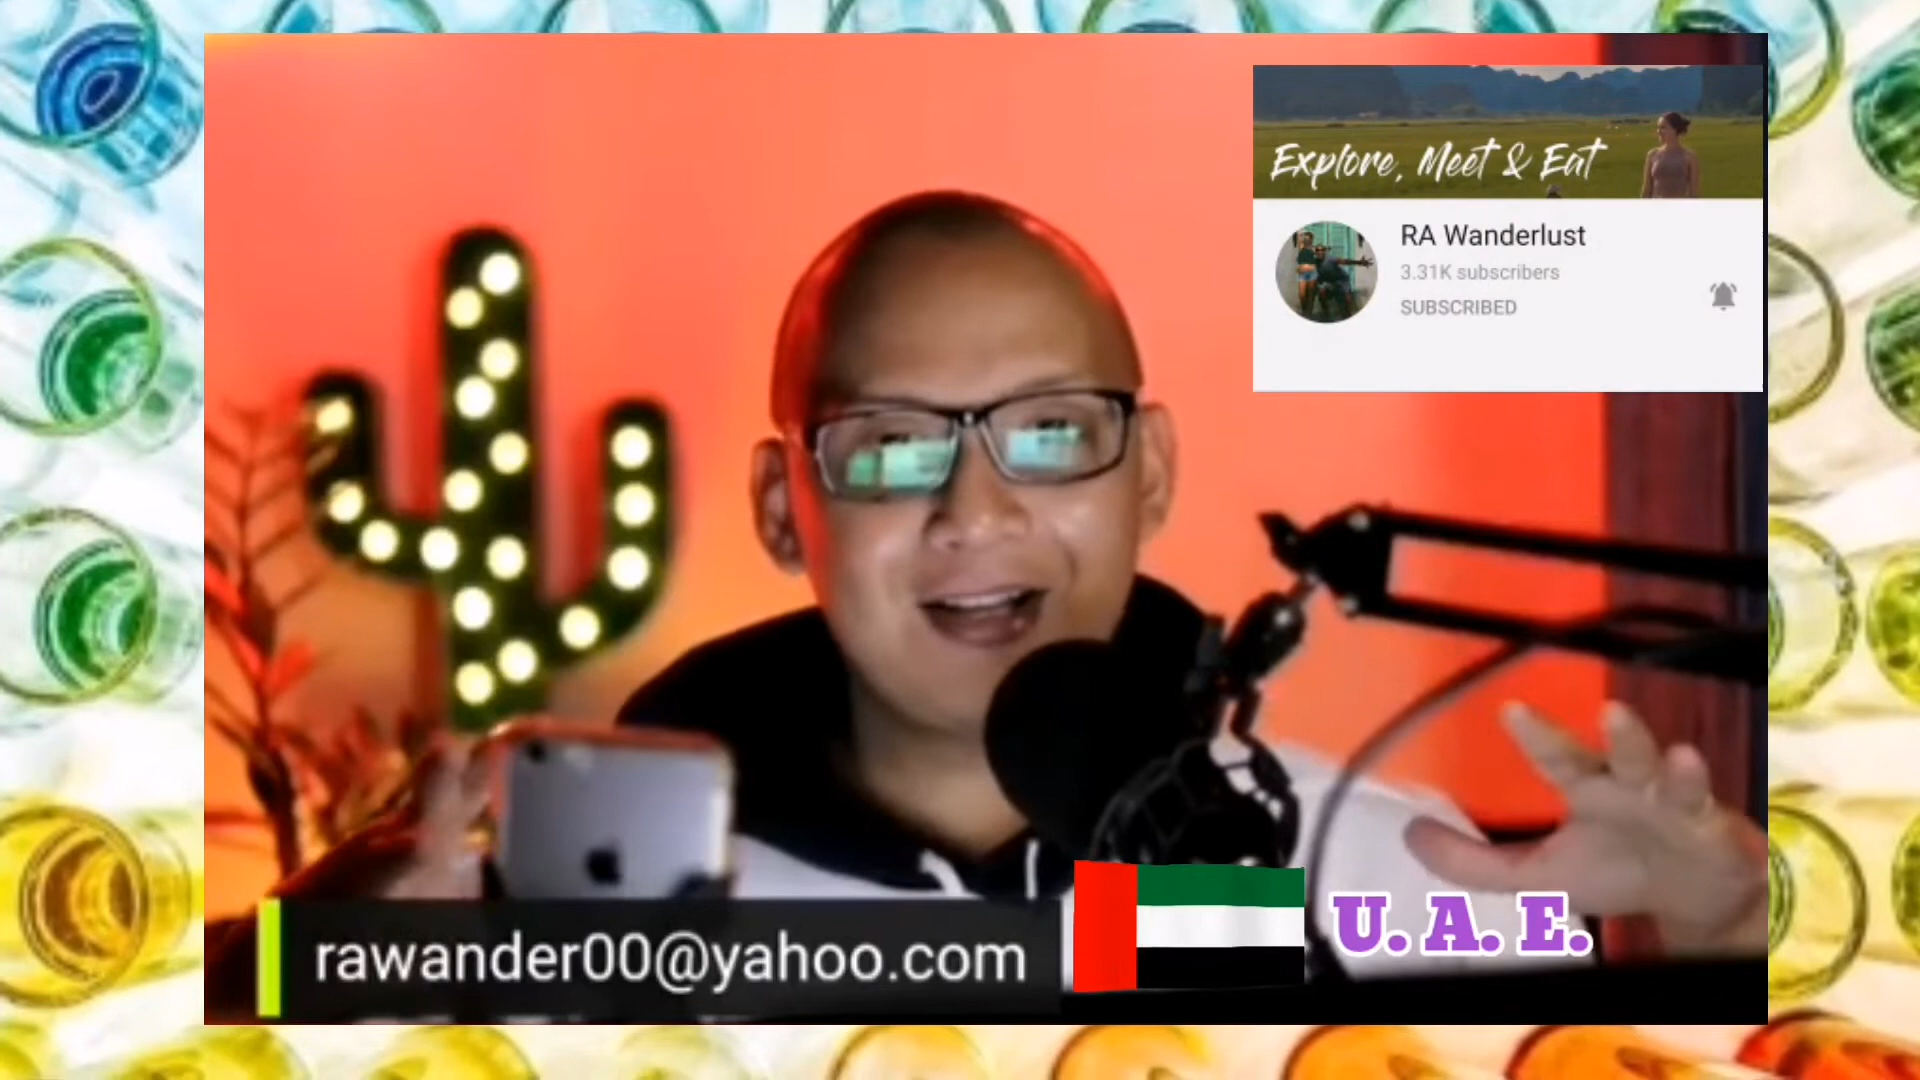 Explore, Meet & Eat
RA Wanderlust
3.31K subscribers
SUBSCRIBED
rawander00@yahoo.com
U. A. E.